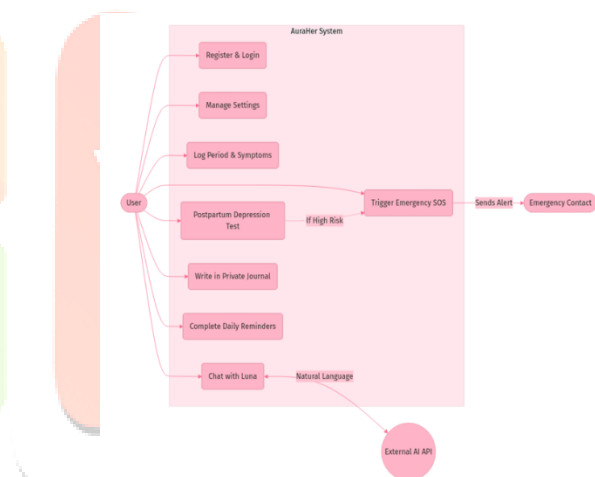 AuraHer System
Register & Login
Manage Settings
Log Period & Symptoms
User
Trigger Emergency SOS
Sends Alert
Emergency Contact
Postpartum Depression
Test
If High Risk
Write in Private Journal
Complete Daily Reminders
Chat with Luna
Natural Language
External AI API